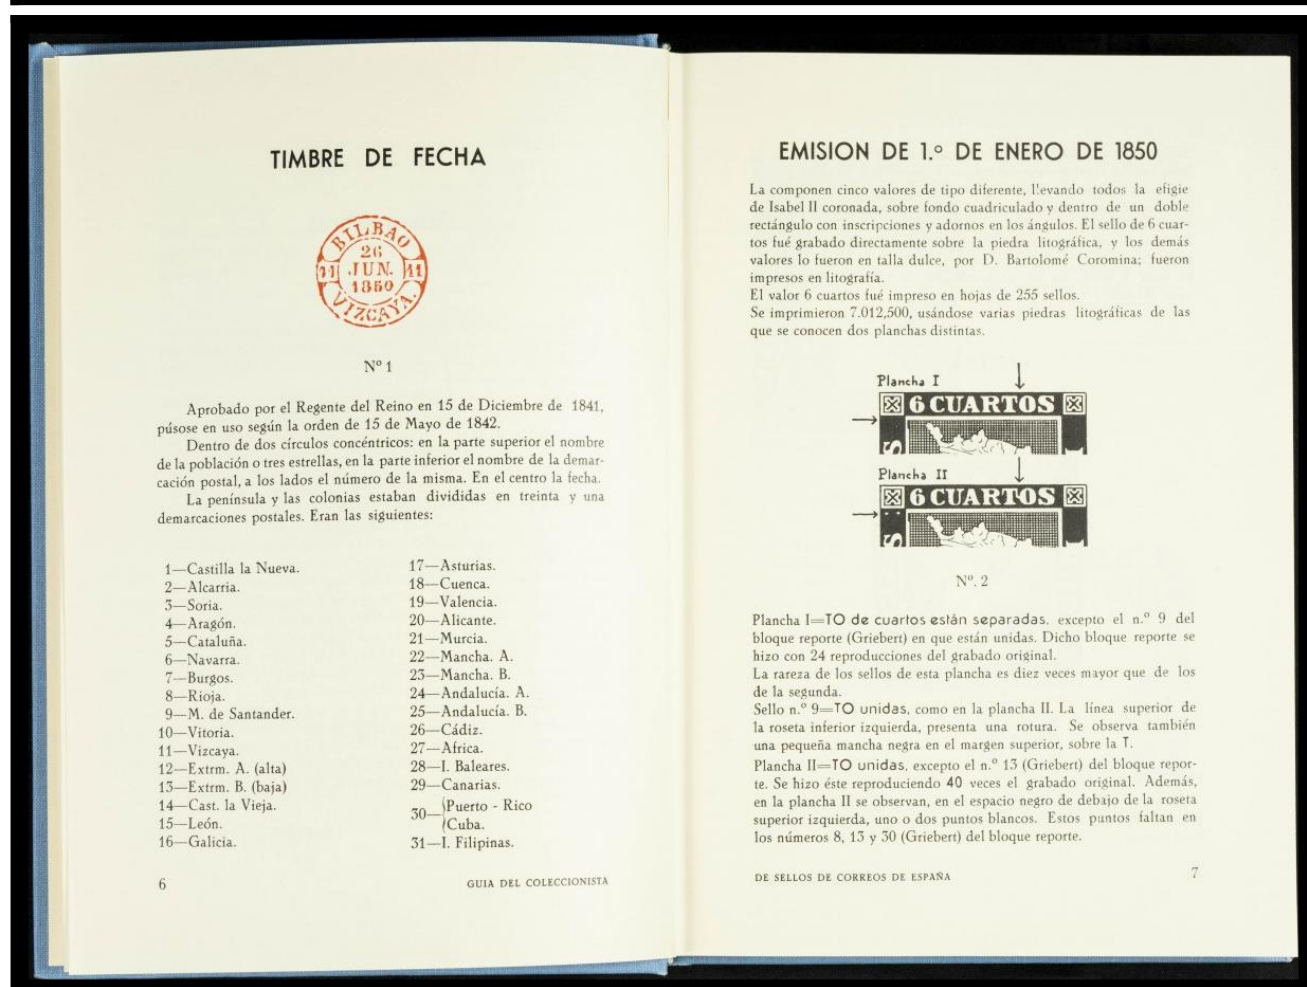 TIMBRE DE FECHA
BILBAO
26
11 JUN. 11
1850
VIZCAYA.
Nº 1
Aprobado por el Regente del Reino en 15 de Diciembre de 1841,
púsose en uso según la orden de 15 de Mayo de 1842.
Dentro de dos círculos concéntricos: en la parte superior el nombre
de la población o tres estrellas, en la parte inferior el nombre de la demar-
cación postal, a los lados el número de la misma. En el centro la fecha.
La península y las colonias estaban divididas en treinta y una
demarcaciones postales. Eran las siguientes:
1—Castilla la Nueva.
2—Alcarria.
3—Soria.
4—Aragón.
5—Cataluña.
6—Navarra.
7—Burgos.
8—Rioja.
9—M. de Santander.
10—Vitoria.
11—Vizcaya.
12—Extrm. A. (alta)
13—Extrm. B. (baja)
14—Cast. la Vieja.
15—León.
16—Galicia.
17—Asturias.
18—Cuenca.
19—Valencia.
20—Alicante.
21—Murcia.
22—Mancha. A.
23—Mancha. B.
24—Andalucía. A.
25—Andalucía. B.
26—Cádiz.
27—Africa.
28—I. Baleares.
29—Canarias.
30—Puerto - Rico
Cuba.
31—I. Filipinas.
6
GUIA DEL COLECCIONISTA
EMISION DE 1.º DE ENERO DE 1850
La componen cinco valores de tipo diferente, llevando todos la efigie
de Isabel II coronada, sobre fondo cuadriculado y dentro de un doble
rectángulo con inscripciones y adornos en los ángulos. El sello de 6 cuar-
tos fué grabado directamente sobre la piedra litográfica, y los demás
valores lo fueron en talla dulce, por D. Bartolomé Coromina; fueron
impresos en litografía.
El valor 6 cuartos fué impreso en hojas de 255 sellos.
Se imprimieron 7.012,500, usándose varias piedras litográficas de las
que se conocen dos planchas distintas.
Plancha I
6 CUARTOS
S
Plancha II
6 CUARTOS
S
Nº. 2
Plancha I=TO de cuartos están separadas, excepto el n.º 9 del
bloque reporte (Griebert) en que están unidas. Dicho bloque reporte se
hizo con 24 reproducciones del grabado original.
La rareza de los sellos de esta plancha es diez veces mayor que de los
de la segunda.
Sello n.º 9=TO unidas, como en la plancha II. La línea superior de
la roseta inferior izquierda, presenta una rotura. Se observa también
una pequeña mancha negra en el margen superior, sobre la T.
Plancha II=TO unidas, excepto el n.º 13 (Griebert) del bloque repor-
te. Se hizo éste reproduciendo 40 veces el grabado original. Además,
en la plancha II se observan, en el espacio negro de debajo de la roseta
superior izquierda, uno o dos puntos blancos. Estos puntos faltan en
los números 8, 13 y 30 (Griebert) del bloque reporte.
DE SELLOS DE CORREOS DE ESPAÑA
7